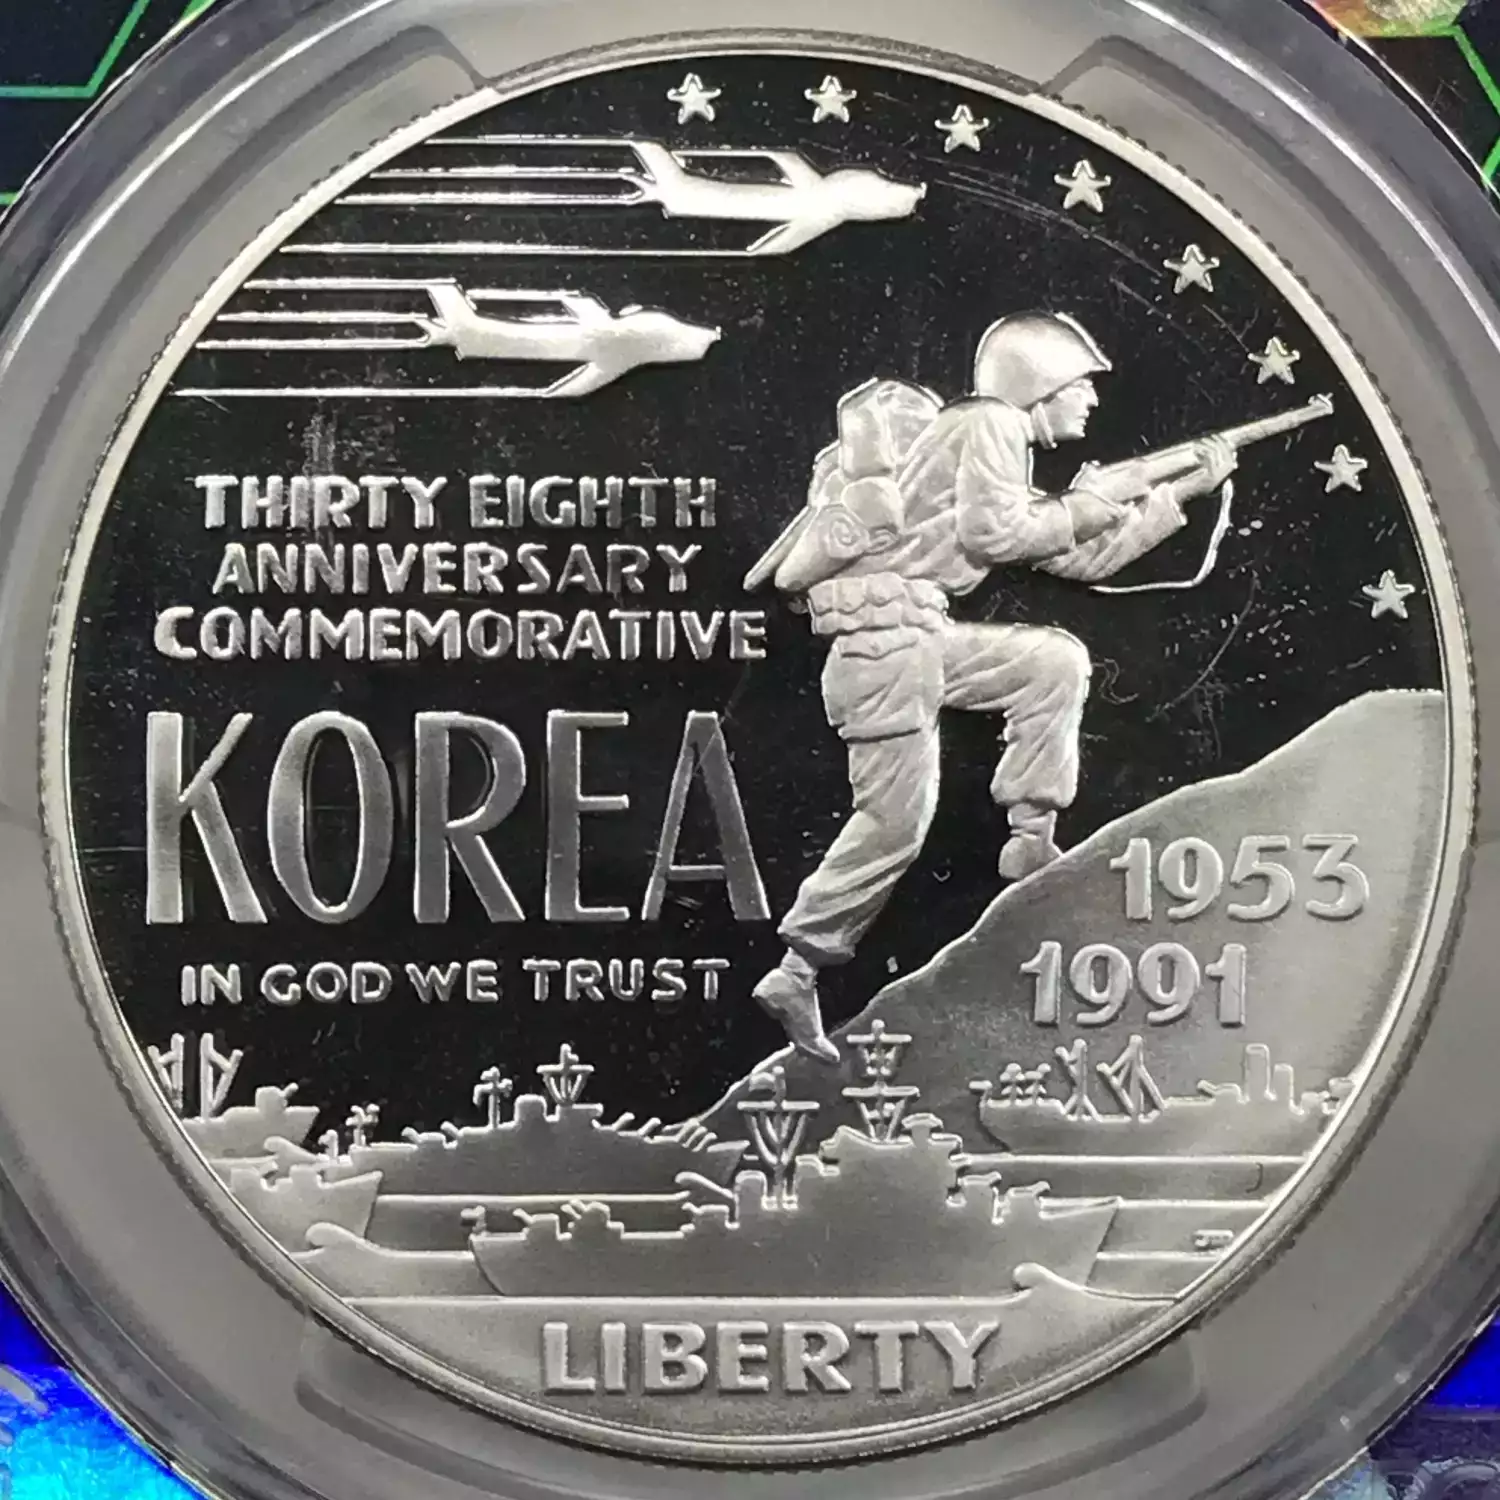 THIRTY EIGHTH
ANNIVERSARY
COMMEMORATIVE
KOREA
IN GOD WE TRUST
1953
1991
LIBERTY